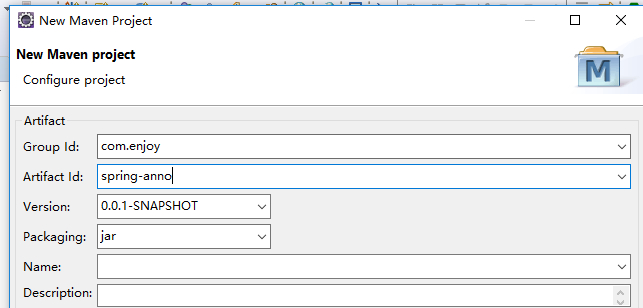 New Maven Project
New Maven project
Configure project
M
Artifact
Group Id: com.enjoy
Artifact Id: spring-anno
Version: 0.0.1-SNAPSHOT
Packaging: jar
Name:
Description: